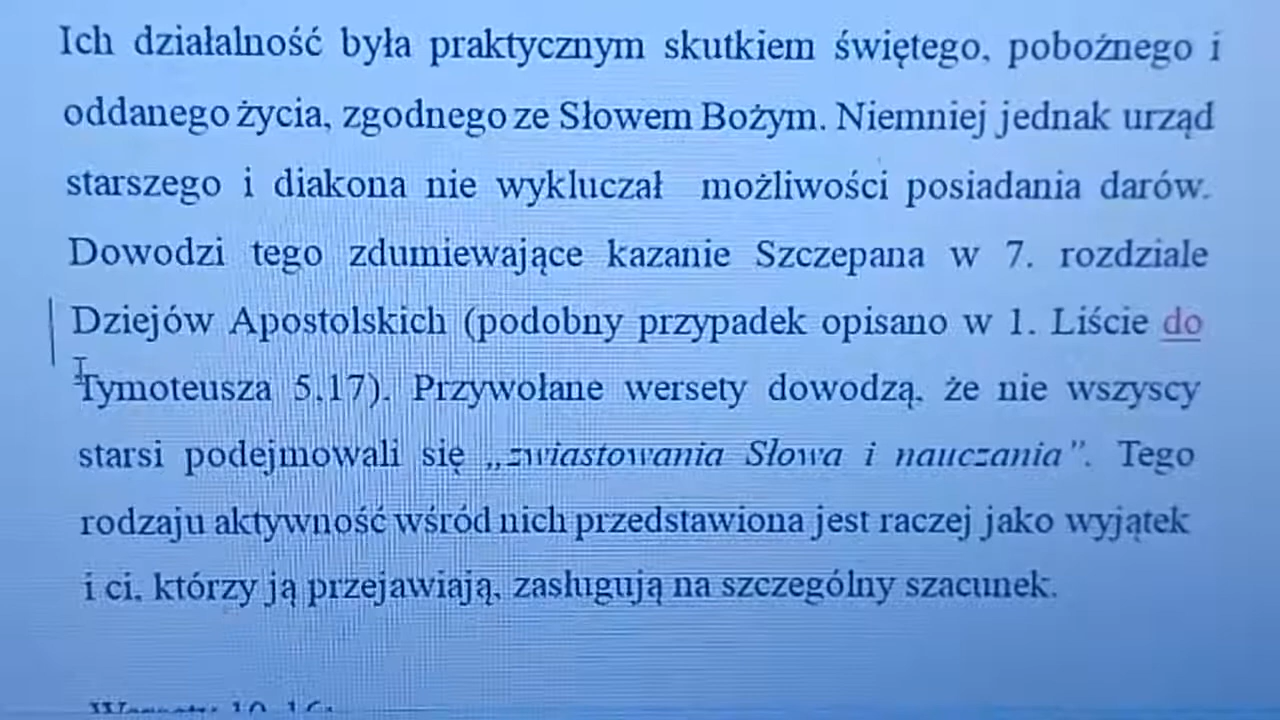 Ich działalność była praktycznym skutkiem świętego, pobożnego i
oddanego życia, zgodnego ze Słowem Bożym. Niemniej jednak urząd
starszego i diakona nie wykluczał możliwości posiadania darów.
Dowodzi tego zdumiewające kazanie Szczepana w 7. rozdziale
Dziejów Apostolskich (podobny przypadek opisano w 1. Liście do
Tymoteusza 5,17). Przywołane wersety dowodzą, że nie wszyscy
starsi podejmowali się „zwiastowania Słowa i nauczania”. Tego
rodzaju aktywność wśród nich przedstawiona jest raczej jako wyjątek
i ci, którzy ją przejawiają, zasługują na szczególny szacunek.